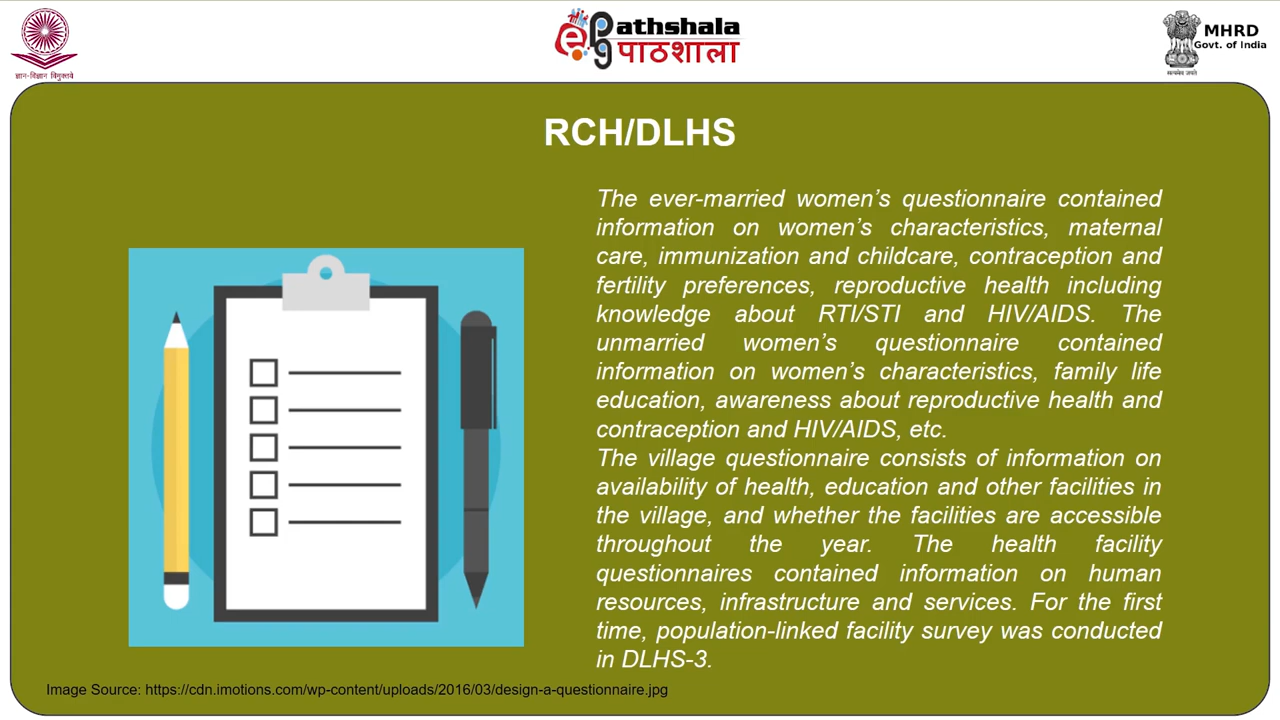 ज्ञान-विज्ञान विमुक्तये
ePg Pathshala
पाठशाला
MHRD
Govt. of India
सत्यमेव जयते
RCH/DLHS
The ever-married women’s questionnaire contained
information on women’s characteristics, maternal
care, immunization and childcare, contraception and
fertility preferences, reproductive health including
knowledge about RTI/STI and HIV/AIDS. The
unmarried women’s questionnaire contained
information on women’s characteristics, family life
education, awareness about reproductive health and
contraception and HIV/AIDS, etc.
The village questionnaire consists of information on
availability of health, education and other facilities in
the village, and whether the facilities are accessible
throughout the year. The health facility
questionnaires contained information on human
resources, infrastructure and services. For the first
time, population-linked facility survey was conducted
in DLHS-3.
Image Source: https://cdn.imotions.com/wp-content/uploads/2016/03/design-a-questionnaire.jpg